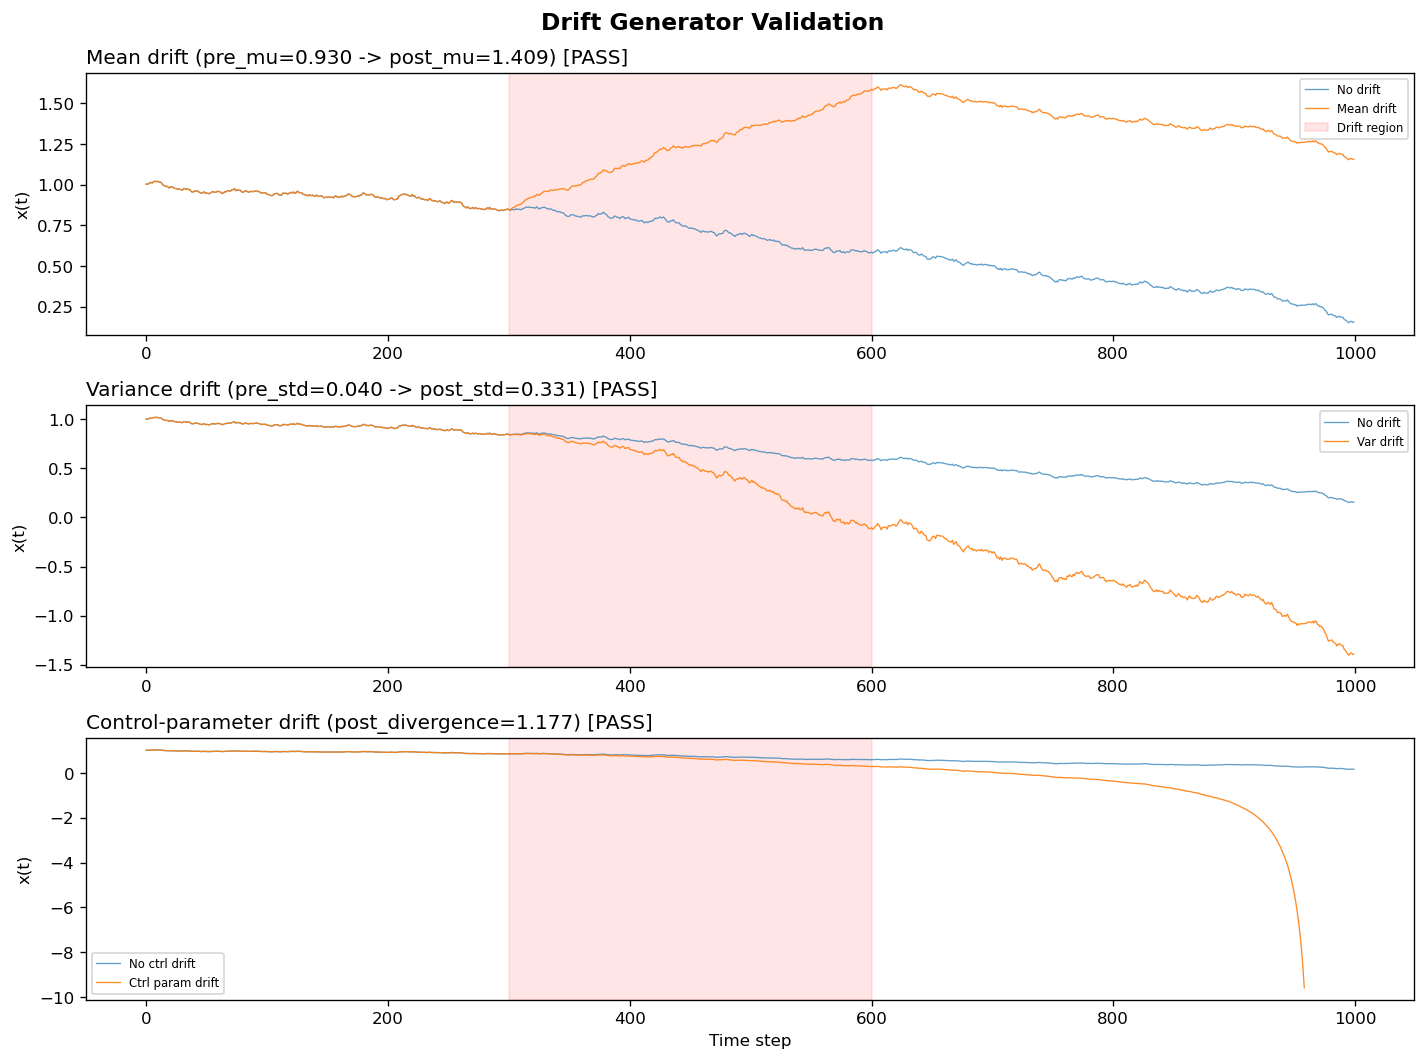 Drift Generator Validation
Mean drift (pre_mu=0.930 -> post_mu=1.409) [PASS]
x(t)
1.50
1.25
1.00
0.75
0.50
0.25
No drift
Mean drift
Drift region
0 200 400 600 800 1000
Variance drift (pre_std=0.040 -> post_std=0.331) [PASS]
x(t)
1.0
0.5
0.0
−0.5
−1.0
−1.5
No drift
Var drift
0 200 400 600 800 1000
Control-parameter drift (post_divergence=1.177) [PASS]
x(t)
0
−2
−4
−6
−8
−10
No ctrl drift
Ctrl param drift
0 200 400 600 800 1000
Time step